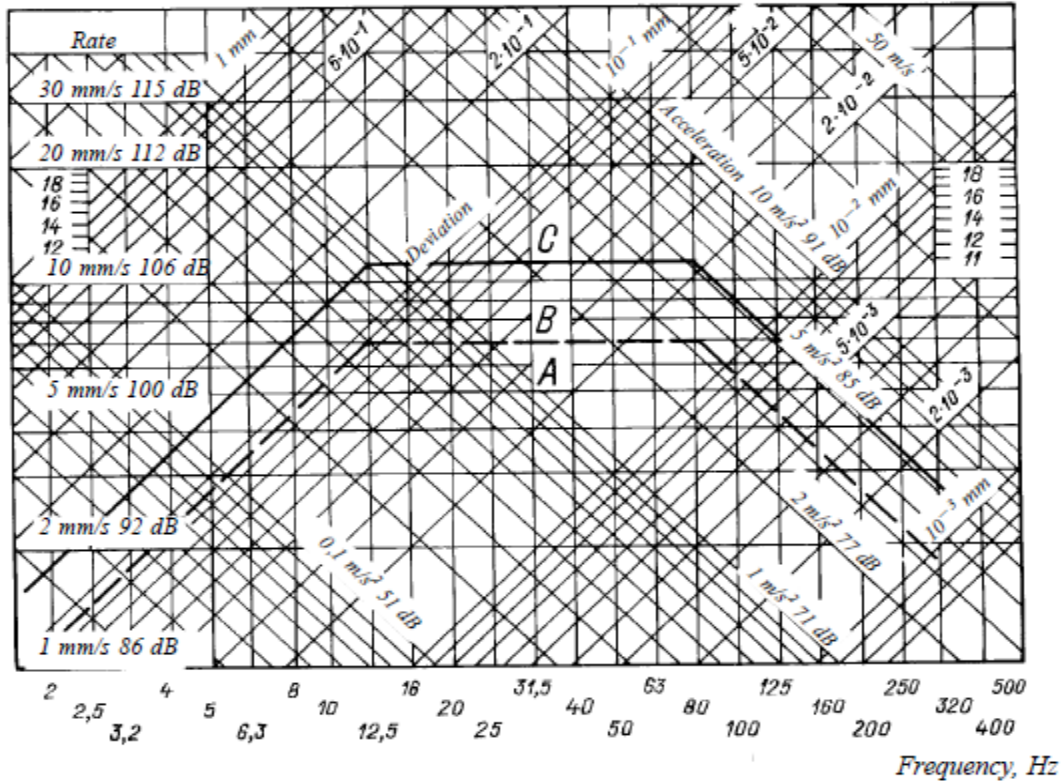 Rate
30 mm/s 115 dB
20 mm/s 112 dB
18
16
14
12
10 mm/s 106 dB
5 mm/s 100 dB
2 mm/s 92 dB
1 mm/s 86 dB
1 mm
6·10⁻¹
2·10⁻¹
10⁻¹ mm
5·10⁻²
2·10⁻²
50 m/s
Deviation
Acceleration 10 m/s² 91 dB
10⁻² mm
18
16
14
12
11
C
B
A
5 m/s² 85 dB
5·10⁻³
2·10⁻³
10⁻³ mm
2 m/s² 77 dB
1 m/s² 71 dB
0,1 m/s² 51 dB
2 4 8 16 31,5 63 125 250 500
5 10 20 40 80 160 320
2,5 6,3 12,5 25 50 100 200 400
3,2
Frequency, Hz